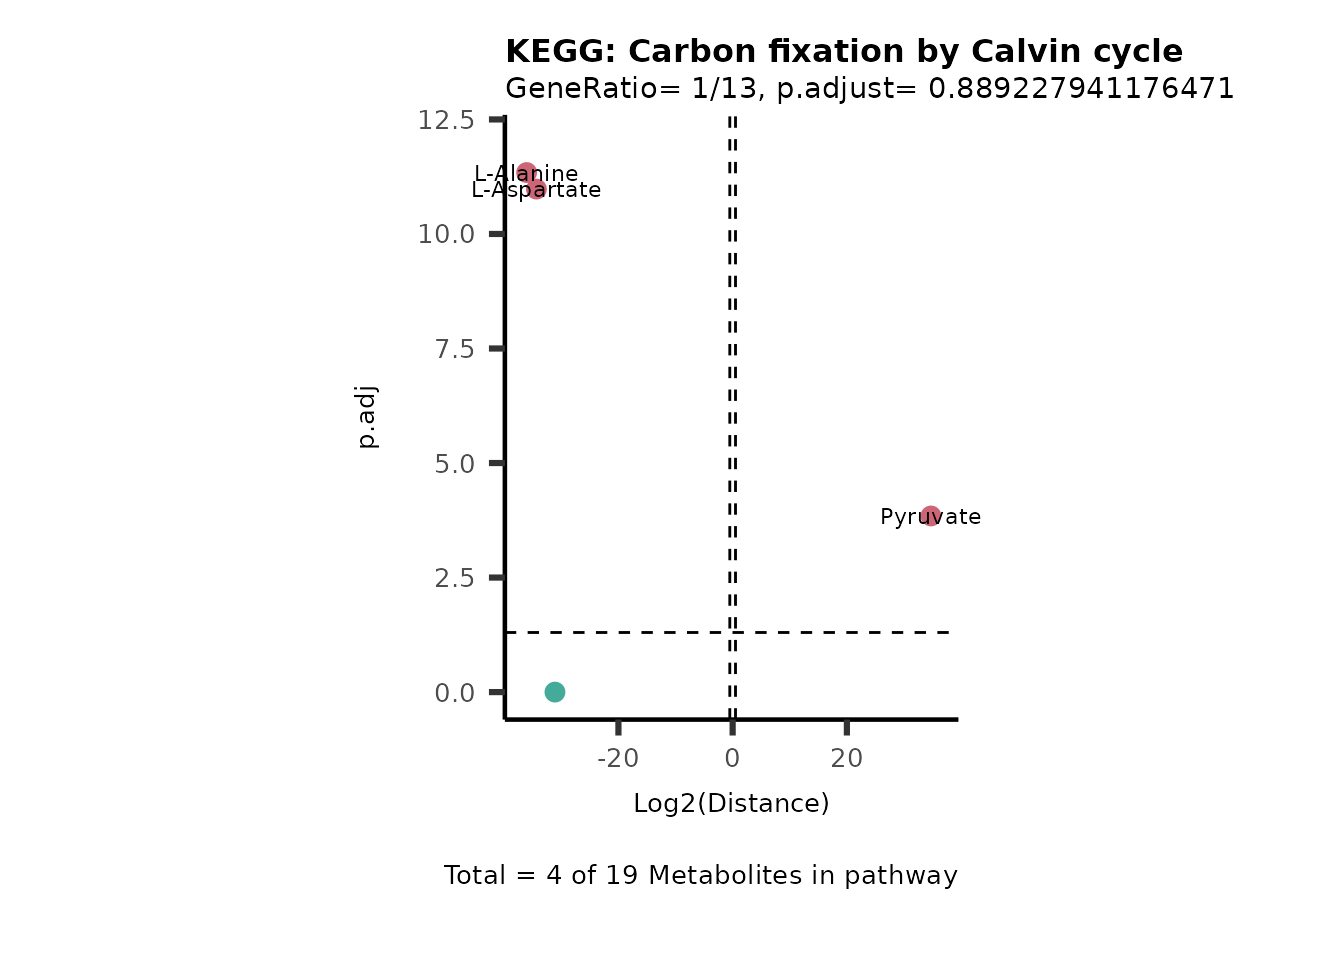 KEGG: Carbon fixation by Calvin cycle
GeneRatio= 1/13, p.adjust= 0.889227941176471
12.5
L-Alanine
L-Aspartate
10.0
7.5
p.adj
5.0
Pyruvate
2.5
0.0
-20 0 20
Log2(Distance)
Total = 4 of 19 Metabolites in pathway